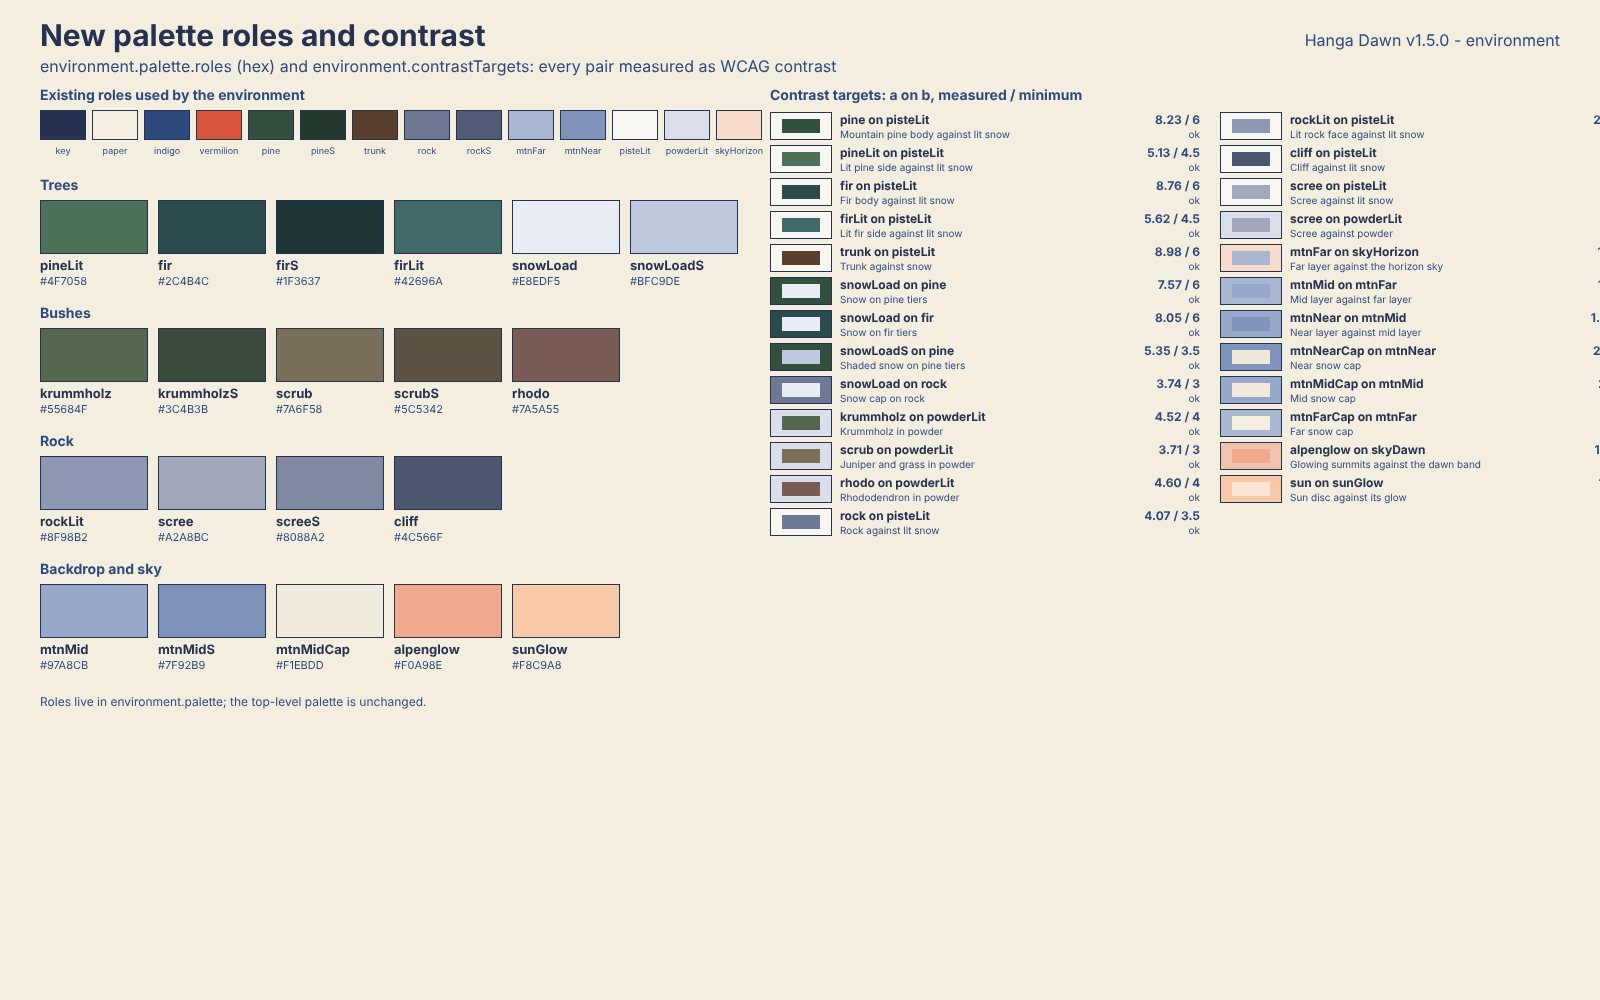 New palette roles and contrast
Hanga Dawn v1.5.0 - environment
environment.palette.roles (hex) and environment.contrastTargets: every pair measured as WCAG contrast
Existing roles used by the environment
key paper indigo vermilion pine pineS trunk rock rockS mtnFar mtnNear pisteLit powderLit skyHorizon
Trees
pineLit fir firS firLit snowLoad snowLoadS
#4F7058 #2C4B4C #1F3637 #42696A #E8EDF5 #BFC9DE
Bushes
krummholz krummholzS scrub scrubS rhodo
#55684F #3C4B3B #7A6F58 #5C5342 #7A5A55
Rock
rockLit scree screeS cliff
#8F98B2 #A2A8BC #8088A2 #4C566F
Backdrop and sky
mtnMid mtnMidS mtnMidCap alpenglow sunGlow
#97A8CB #7F92B9 #F1EBDD #F0A98E #F8C9A8
Roles live in environment.palette; the top-level palette is unchanged.
Contrast targets: a on b, measured / minimum
pine on pisteLit 8.23 / 6
Mountain pine body against lit snow ok
pineLit on pisteLit 5.13 / 4.5
Lit pine side against lit snow ok
fir on pisteLit 8.76 / 6
Fir body against lit snow ok
firLit on pisteLit 5.62 / 4.5
Lit fir side against lit snow ok
trunk on pisteLit 8.98 / 6
Trunk against snow ok
snowLoad on pine 7.57 / 6
Snow on pine tiers ok
snowLoad on fir 8.05 / 6
Snow on fir tiers ok
snowLoadS on pine 5.35 / 3.5
Shaded snow on pine tiers ok
snowLoad on rock 3.74 / 3
Snow cap on rock ok
krummholz on powderLit 4.52 / 4
Krummholz in powder ok
scrub on powderLit 3.71 / 3
Juniper and grass in powder ok
rhodo on powderLit 4.60 / 4
Rhododendron in powder ok
rock on pisteLit 4.07 / 3.5
Rock against lit snow ok
rockLit on pisteLit 2
Lit rock face against lit snow
cliff on pisteLit
Cliff against lit snow
scree on pisteLit
Scree against lit snow
scree on powderLit
Scree against powder
mtnFar on skyHorizon
Far layer against the horizon sky
mtnMid on mtnFar
Mid layer against far layer
mtnNear on mtnMid 1.
Near layer against mid layer
mtnNearCap on mtnNear 2
Near snow cap
mtnMidCap on mtnMid
Mid snow cap
mtnFarCap on mtnFar
Far snow cap
alpenglow on skyDawn 1
Glowing summits against the dawn band
sun on sunGlow
Sun disc against its glow